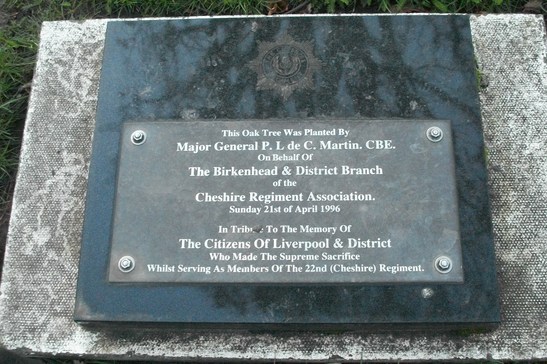 This Oak Tree Was Planted By
Major General P. L de C. Martin. CBE.
On Behalf Of
The Birkenhead & District Branch
of the
Cheshire Regiment Association.
Sunday 21st of April 1996
In Tribute To The Memory Of
The Citizens Of Liverpool & District
Who Made The Supreme Sacrifice
Whilst Serving As Members Of The 22nd (Cheshire) Regiment.